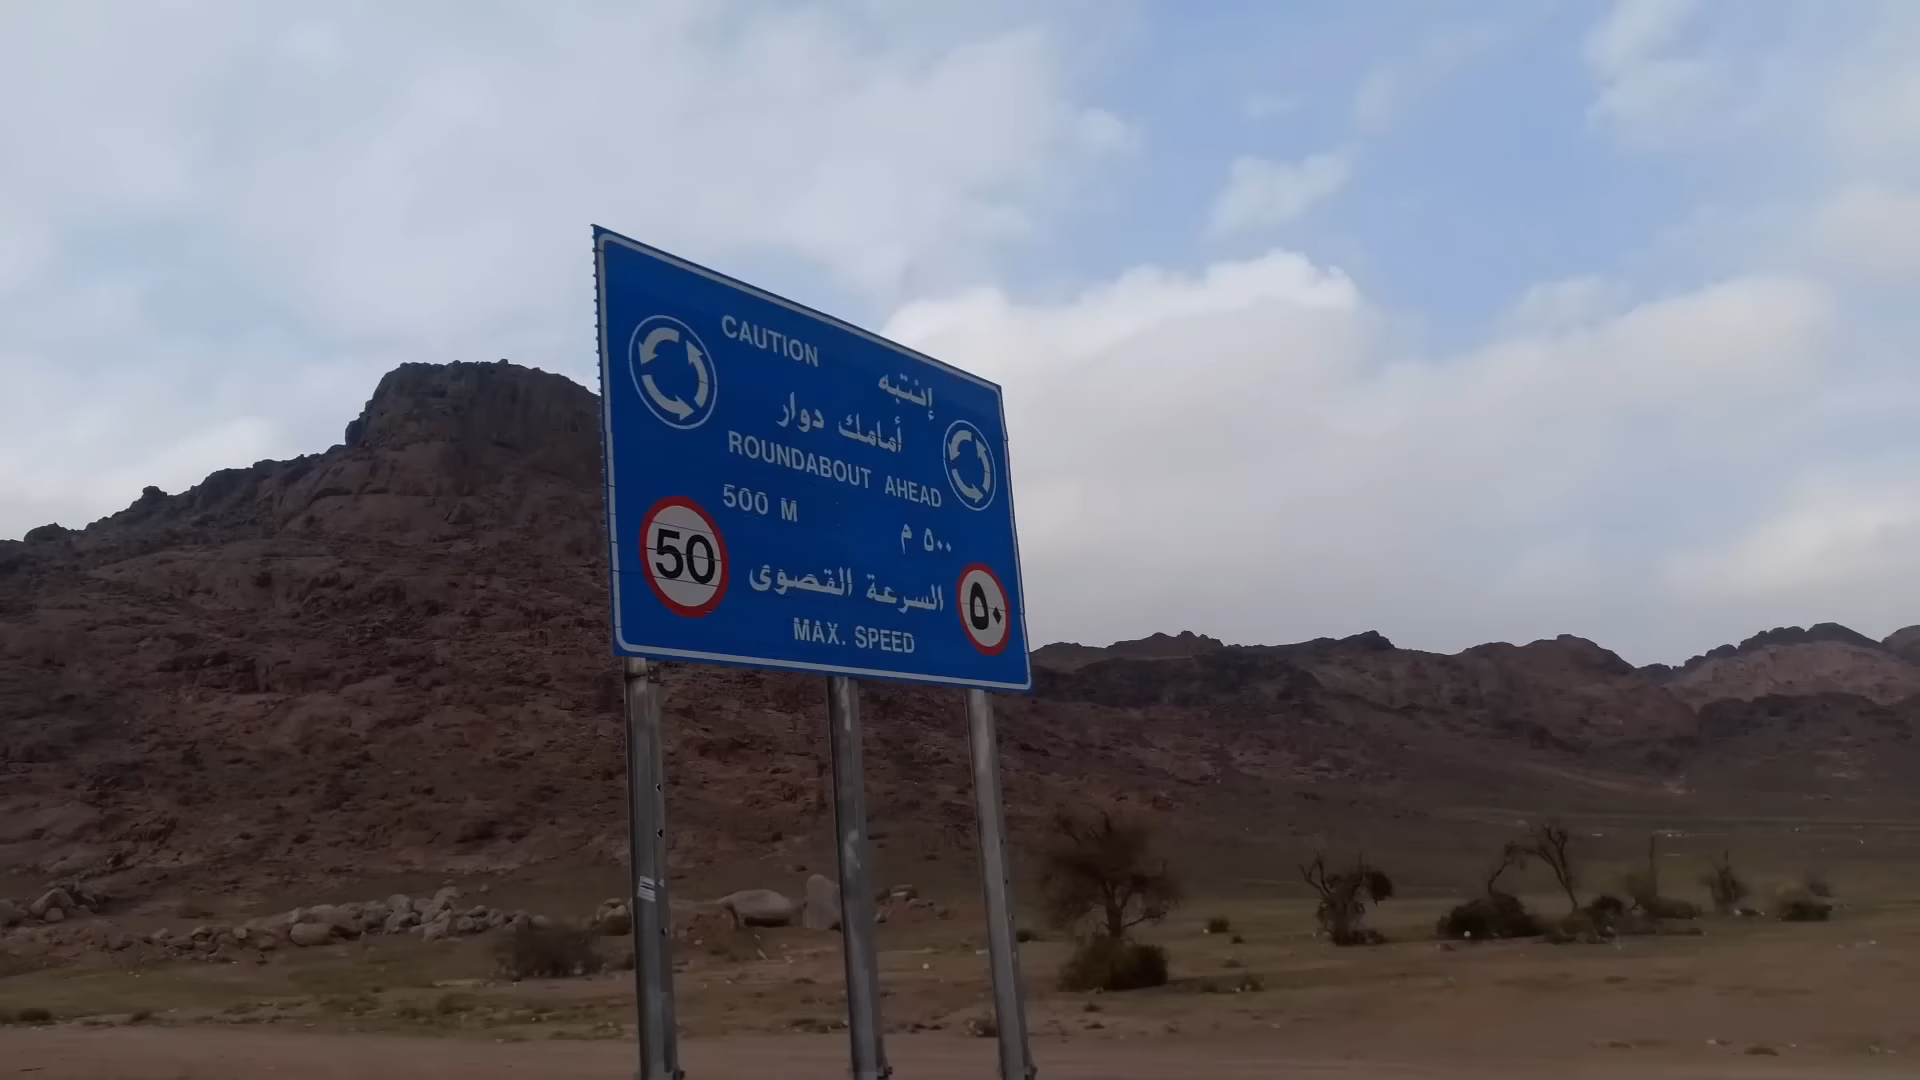 CAUTION
إنتبه
أمامك دوار
ROUNDABOUT AHEAD
500 M
٥٠٠ م
50
السرعة القصوى
٥٠
MAX. SPEED